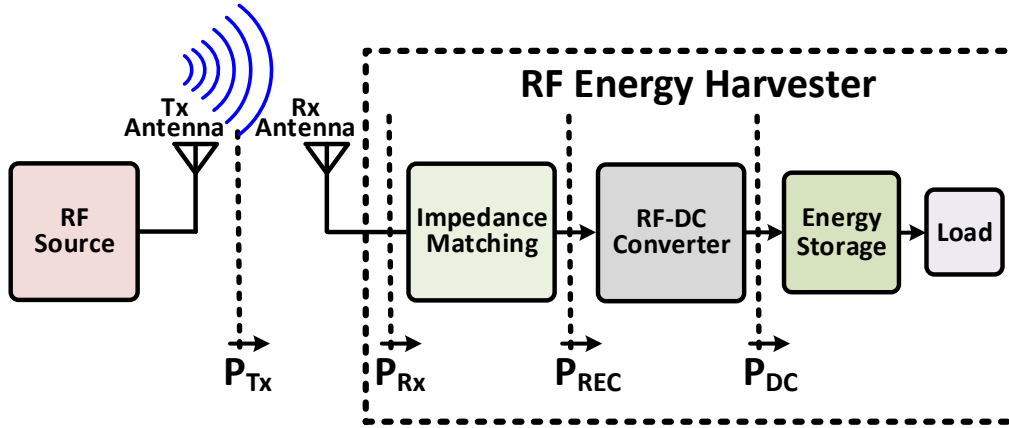 RF Energy Harvester
Tx
Antenna
Rx
Antenna
RF
Source
Impedance
Matching
RF-DC
Converter
Energy
Storage
Load
PTx
PRx
PREC
PDC